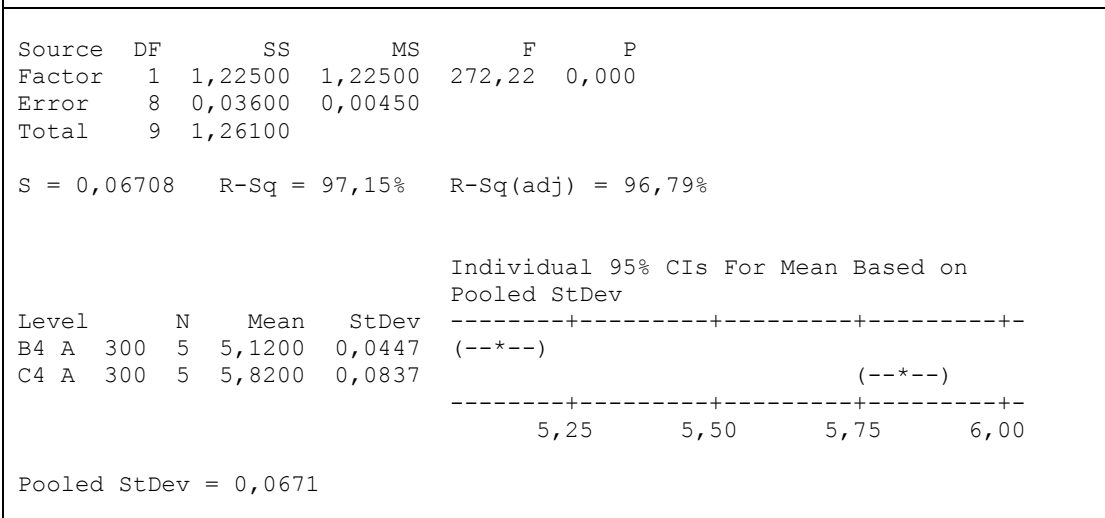 Source  DF       SS       MS       F      P
Factor   1  1,22500  1,22500  272,22  0,000
Error    8  0,03600  0,00450
Total    9  1,26100
S = 0,06708   R-Sq = 97,15%   R-Sq(adj) = 96,79%
Individual 95% CIs For Mean Based on
Pooled StDev
Level      N    Mean   StDev  --------+---------+---------+---------+-
B4 A  300  5  5,1200  0,0447  (--*--)
C4 A  300  5  5,8200  0,0837                              (--*--)
--------+---------+---------+---------+-
5,25      5,50      5,75      6,00
Pooled StDev = 0,0671